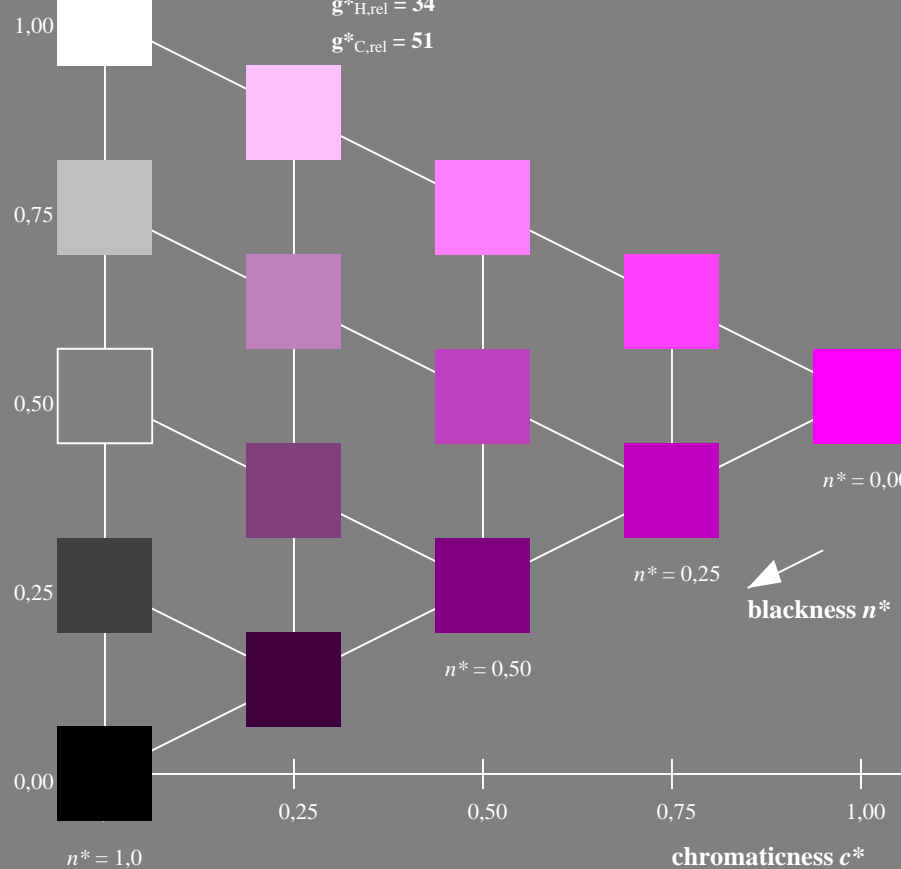 g*H,rel = 34
1,00
g*C,rel = 51
0,75
0,50
n* = 0,00
n* = 0,25
0,25
blackness n*
n* = 0,50
0,00
0,25 0,50 0,75 1,00
n* = 1,0
chromaticness c*